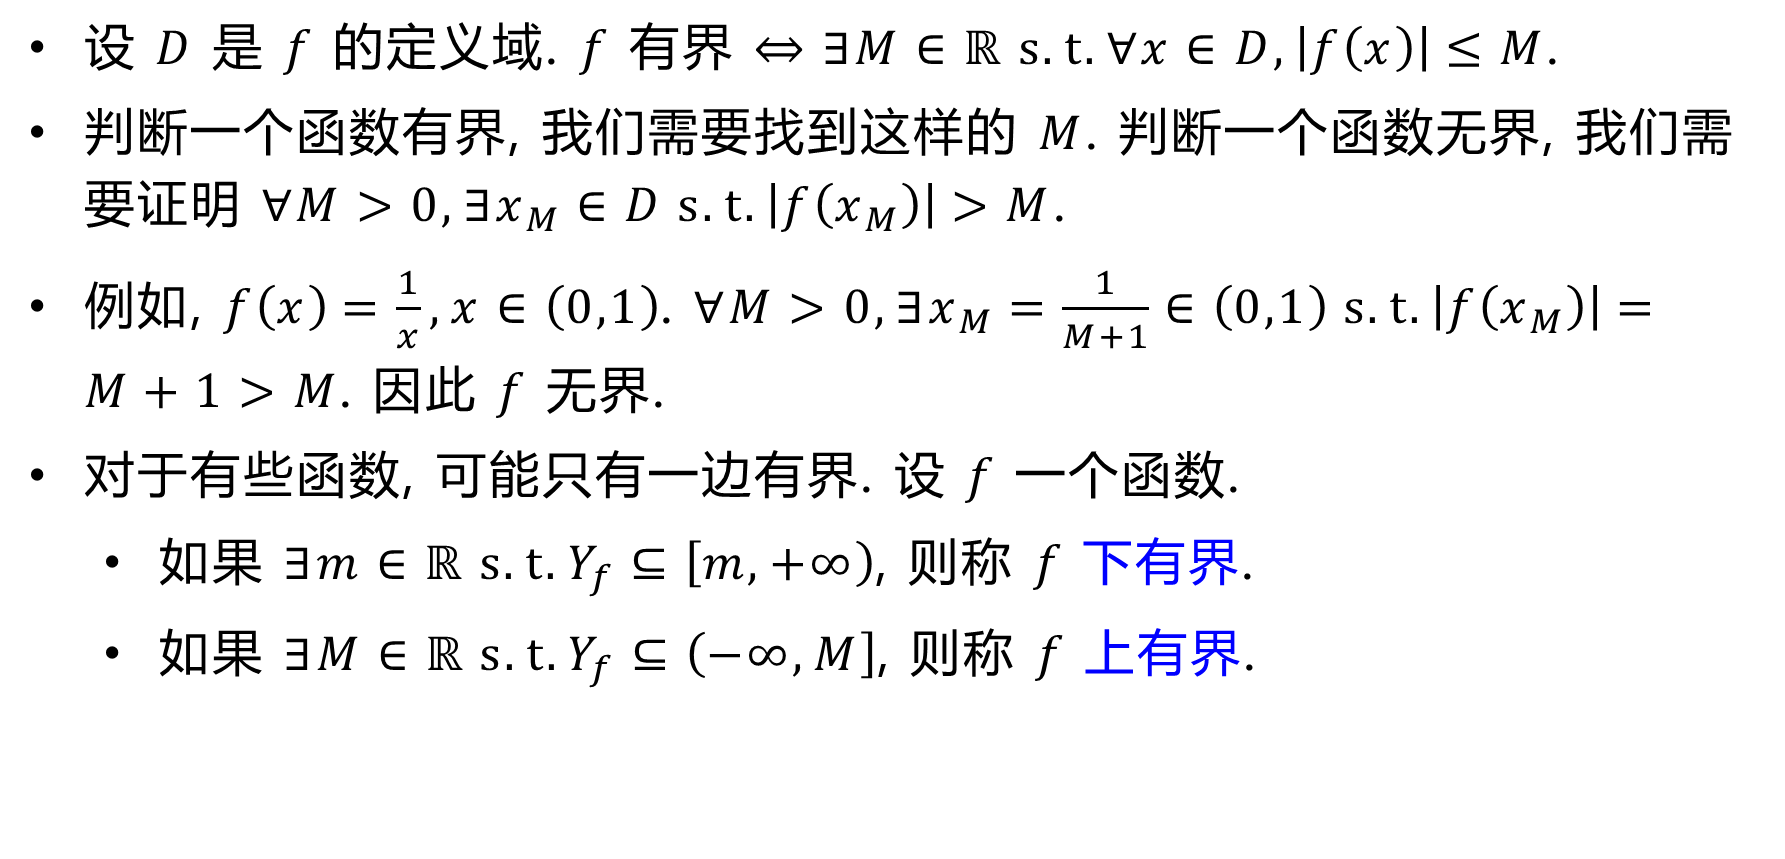 • 设 D 是 f 的定义域. f 有界 ⇔ ∃M ∈ ℝ s.t. ∀x ∈ D, |f(x)| ≤ M.
• 判断一个函数有界, 我们需要找到这样的 M. 判断一个函数无界, 我们需
要证明 ∀M > 0, ∃x_M ∈ D s.t. |f(x_M)| > M.
• 例如, f(x) = 1/x, x ∈ (0,1). ∀M > 0, ∃x_M = 1/(M+1) ∈ (0,1) s.t. |f(x_M)| =
M + 1 > M. 因此 f 无界.
• 对于有些函数, 可能只有一边有界. 设 f 一个函数.
• 如果 ∃m ∈ ℝ s.t. Y_f ⊆ [m, +∞), 则称 f 下有界.
• 如果 ∃M ∈ ℝ s.t. Y_f ⊆ (−∞, M], 则称 f 上有界.